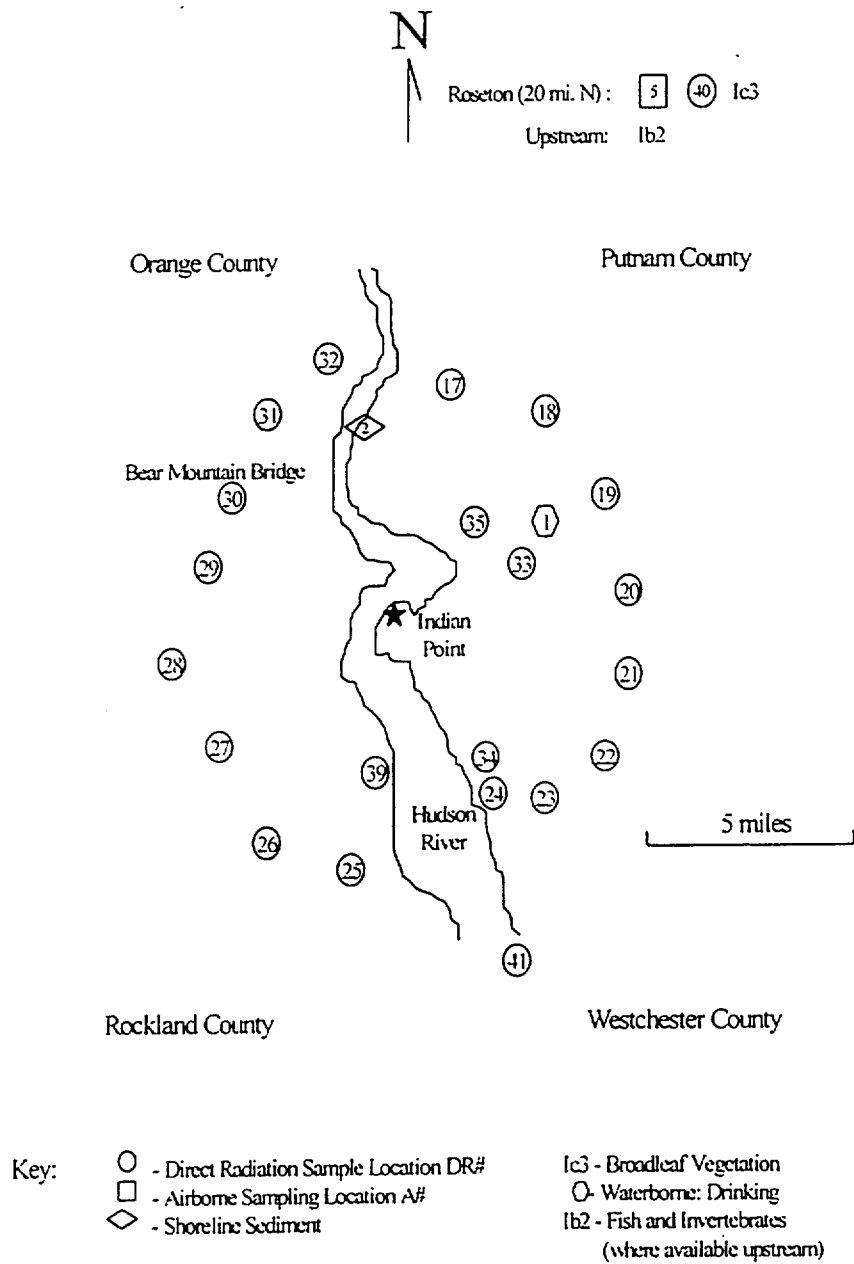 N
Roseton (20 mi. N) : 5 40 Ic3
Upstream: Ib2
Orange County
Putnam County
32
17
31
18
2
Bear Mountain Bridge
30
19
35
1
33
29
20
Indian
Point
28
21
27
34
22
39
24
23
Hudson
River
5 miles
26
25
41
Rockland County
Westchester County
Key:
- Direct Radiation Sample Location DR#
- Airborne Sampling Location A#
- Shoreline Sediment
Ic3 - Broadleaf Vegetation
- Waterborne: Drinking
Ib2 - Fish and Invertebrates
(where available upstream)